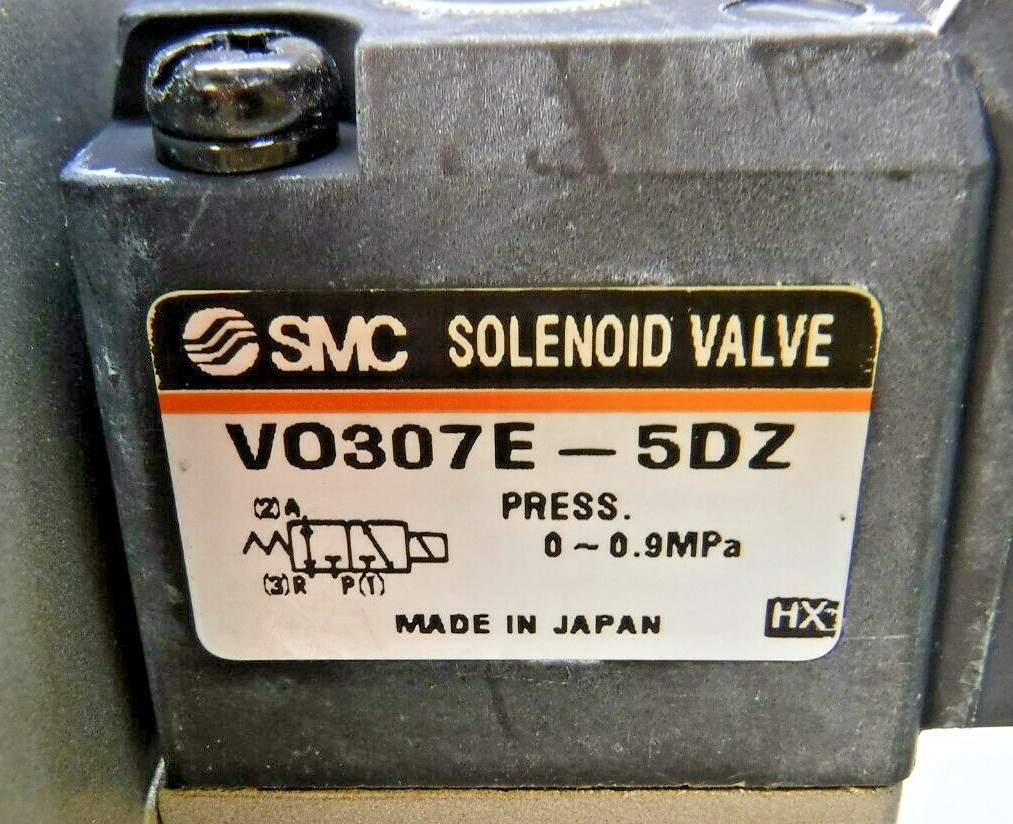 SMC SOLENOID VALVE
VO307E-5DZ
(2) A
PRESS.
0~0.9MPa
(3) R P(1)
MADE IN JAPAN
HX